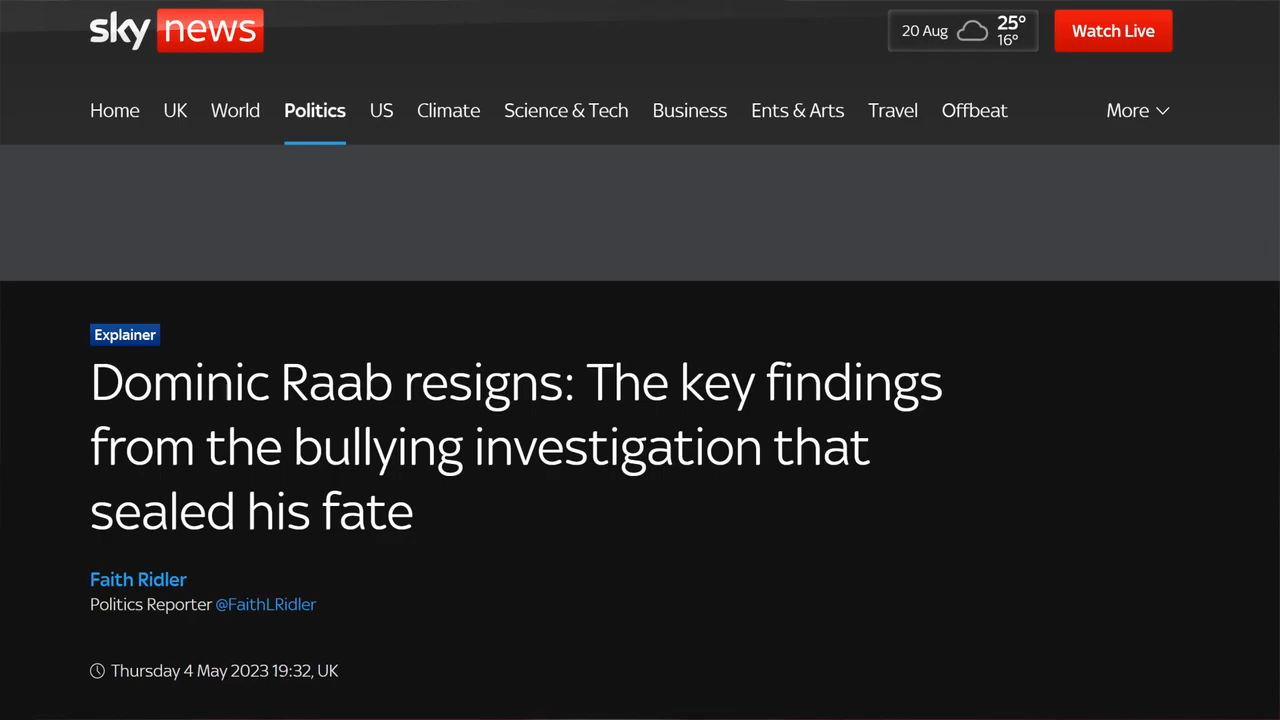 sky news
20 Aug 25° 16° Watch Live
Home UK World Politics US Climate Science & Tech Business Ents & Arts Travel Offbeat More
Explainer
Dominic Raab resigns: The key findings
from the bullying investigation that
sealed his fate
Faith Ridler
Politics Reporter @FaithLRidler
Thursday 4 May 2023 19:32, UK